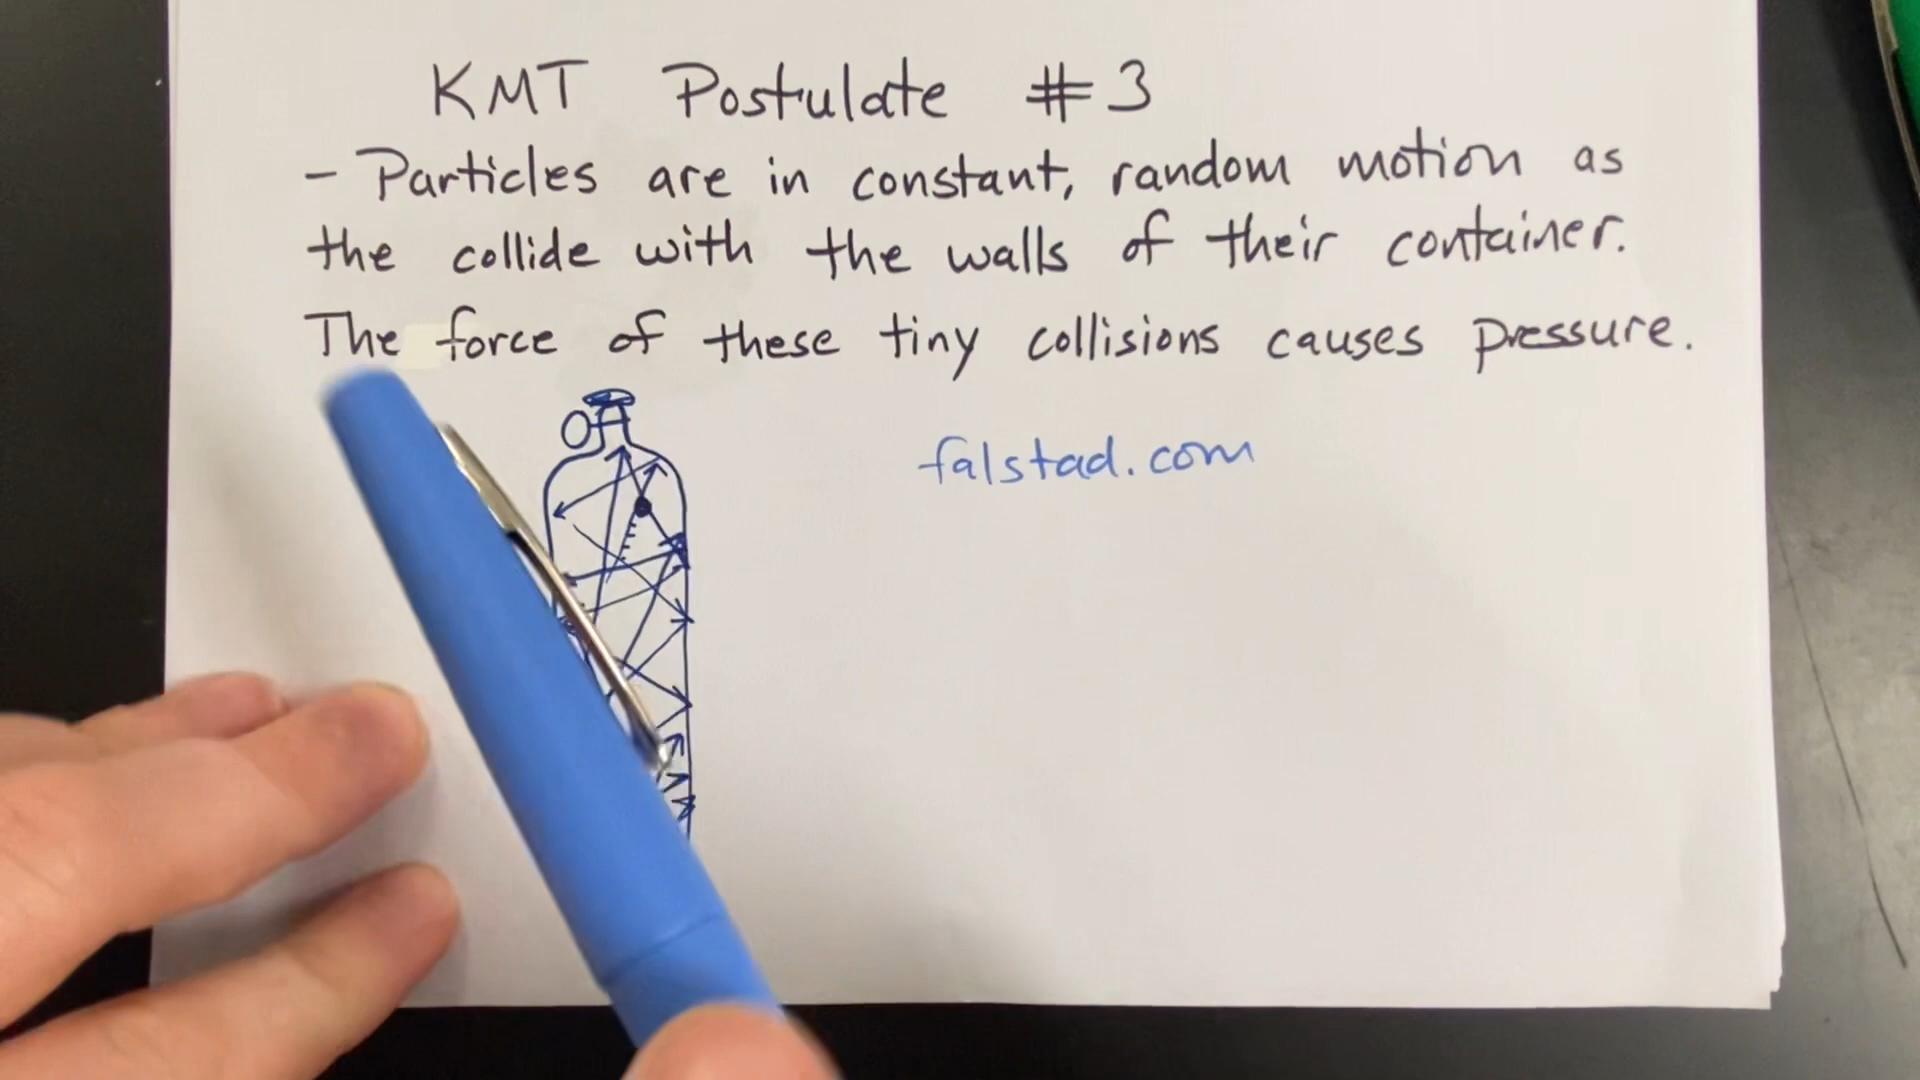 KMT Postulate #3
- Particles are in constant, random motion as
the collide with the walls of their container.
The force of these tiny collisions causes pressure.
falstad.com